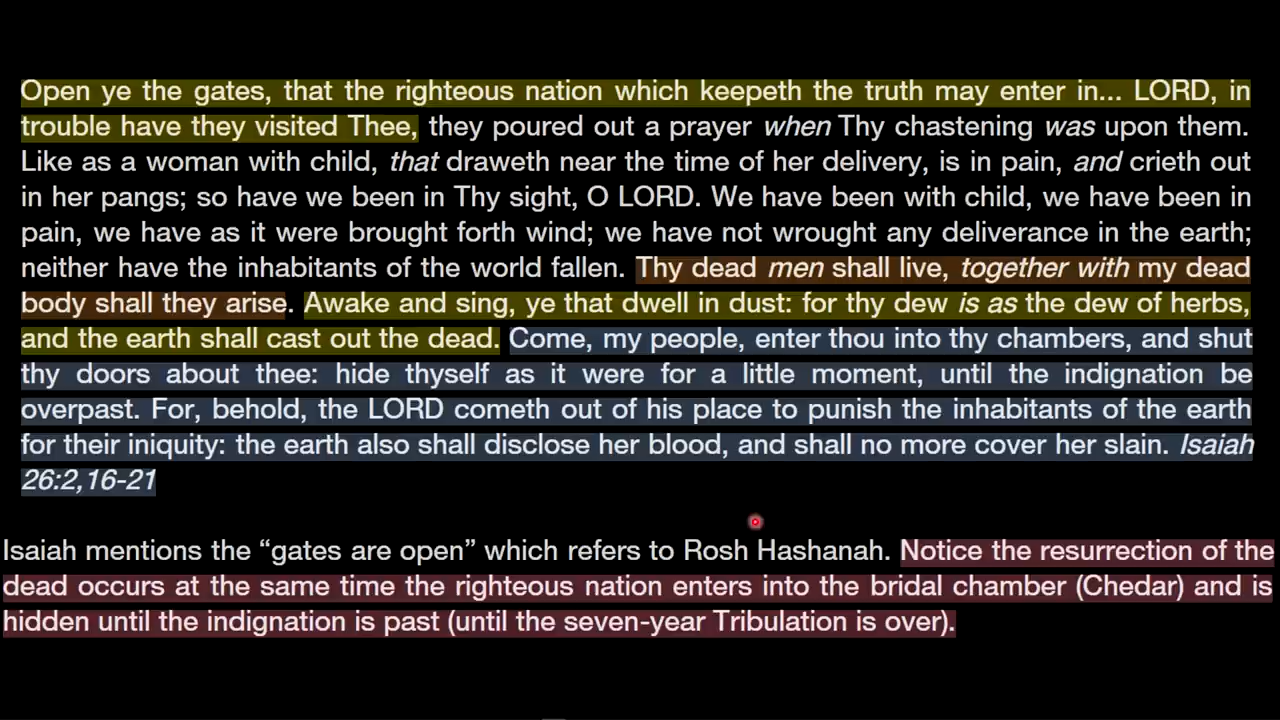 Open ye the gates, that the righteous nation which keepeth the truth may enter in... LORD, in
trouble have they visited Thee, they poured out a prayer when Thy chastening was upon them.
Like as a woman with child, that draweth near the time of her delivery, is in pain, and crieth out
in her pangs; so have we been in Thy sight, O LORD. We have been with child, we have been in
pain, we have as it were brought forth wind; we have not wrought any deliverance in the earth;
neither have the inhabitants of the world fallen. Thy dead men shall live, together with my dead
body shall they arise. Awake and sing, ye that dwell in dust: for thy dew is as the dew of herbs,
and the earth shall cast out the dead. Come, my people, enter thou into thy chambers, and shut
thy doors about thee: hide thyself as it were for a little moment, until the indignation be
overpast. For, behold, the LORD cometh out of his place to punish the inhabitants of the earth
for their iniquity: the earth also shall disclose her blood, and shall no more cover her slain. Isaiah
26:2,16-21
Isaiah mentions the “gates are open” which refers to Rosh Hashanah. Notice the resurrection of the
dead occurs at the same time the righteous nation enters into the bridal chamber (Chedar) and is
hidden until the indignation is past (until the seven-year Tribulation is over).